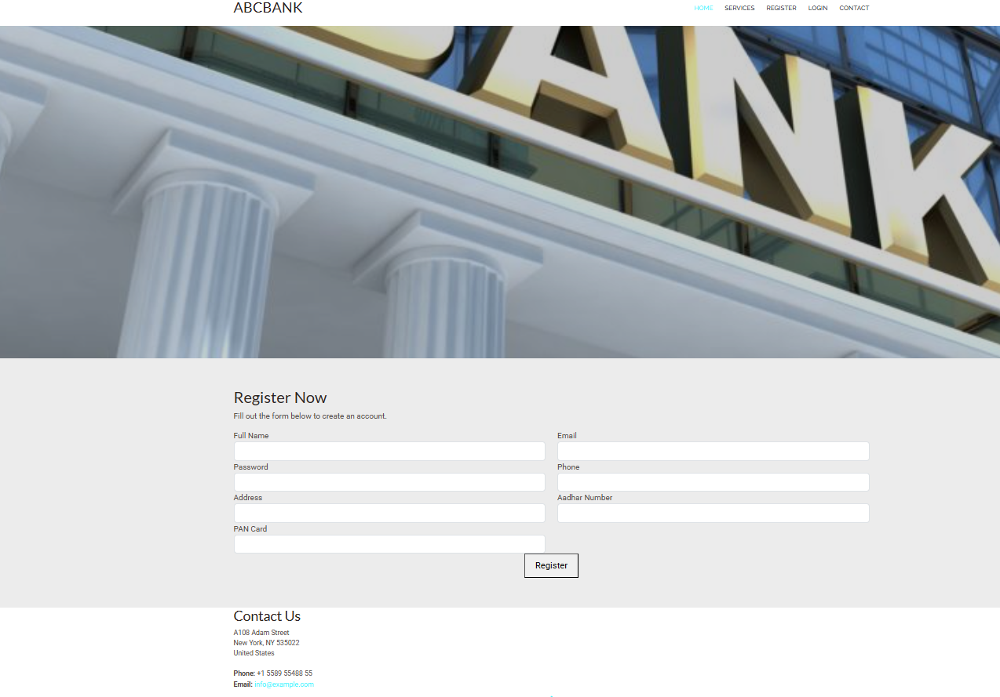 ABCBANK
HOME SERVICES REGISTER LOGIN CONTACT
BANK
Register Now
Fill out the form below to create an account.
Full Name
Email
Password
Phone
Address
Aadhar Number
PAN Card
Register
Contact Us
A108 Adam Street
New York, NY 535022
United States
Phone: +1 5589 55488 55
Email: info@example.com